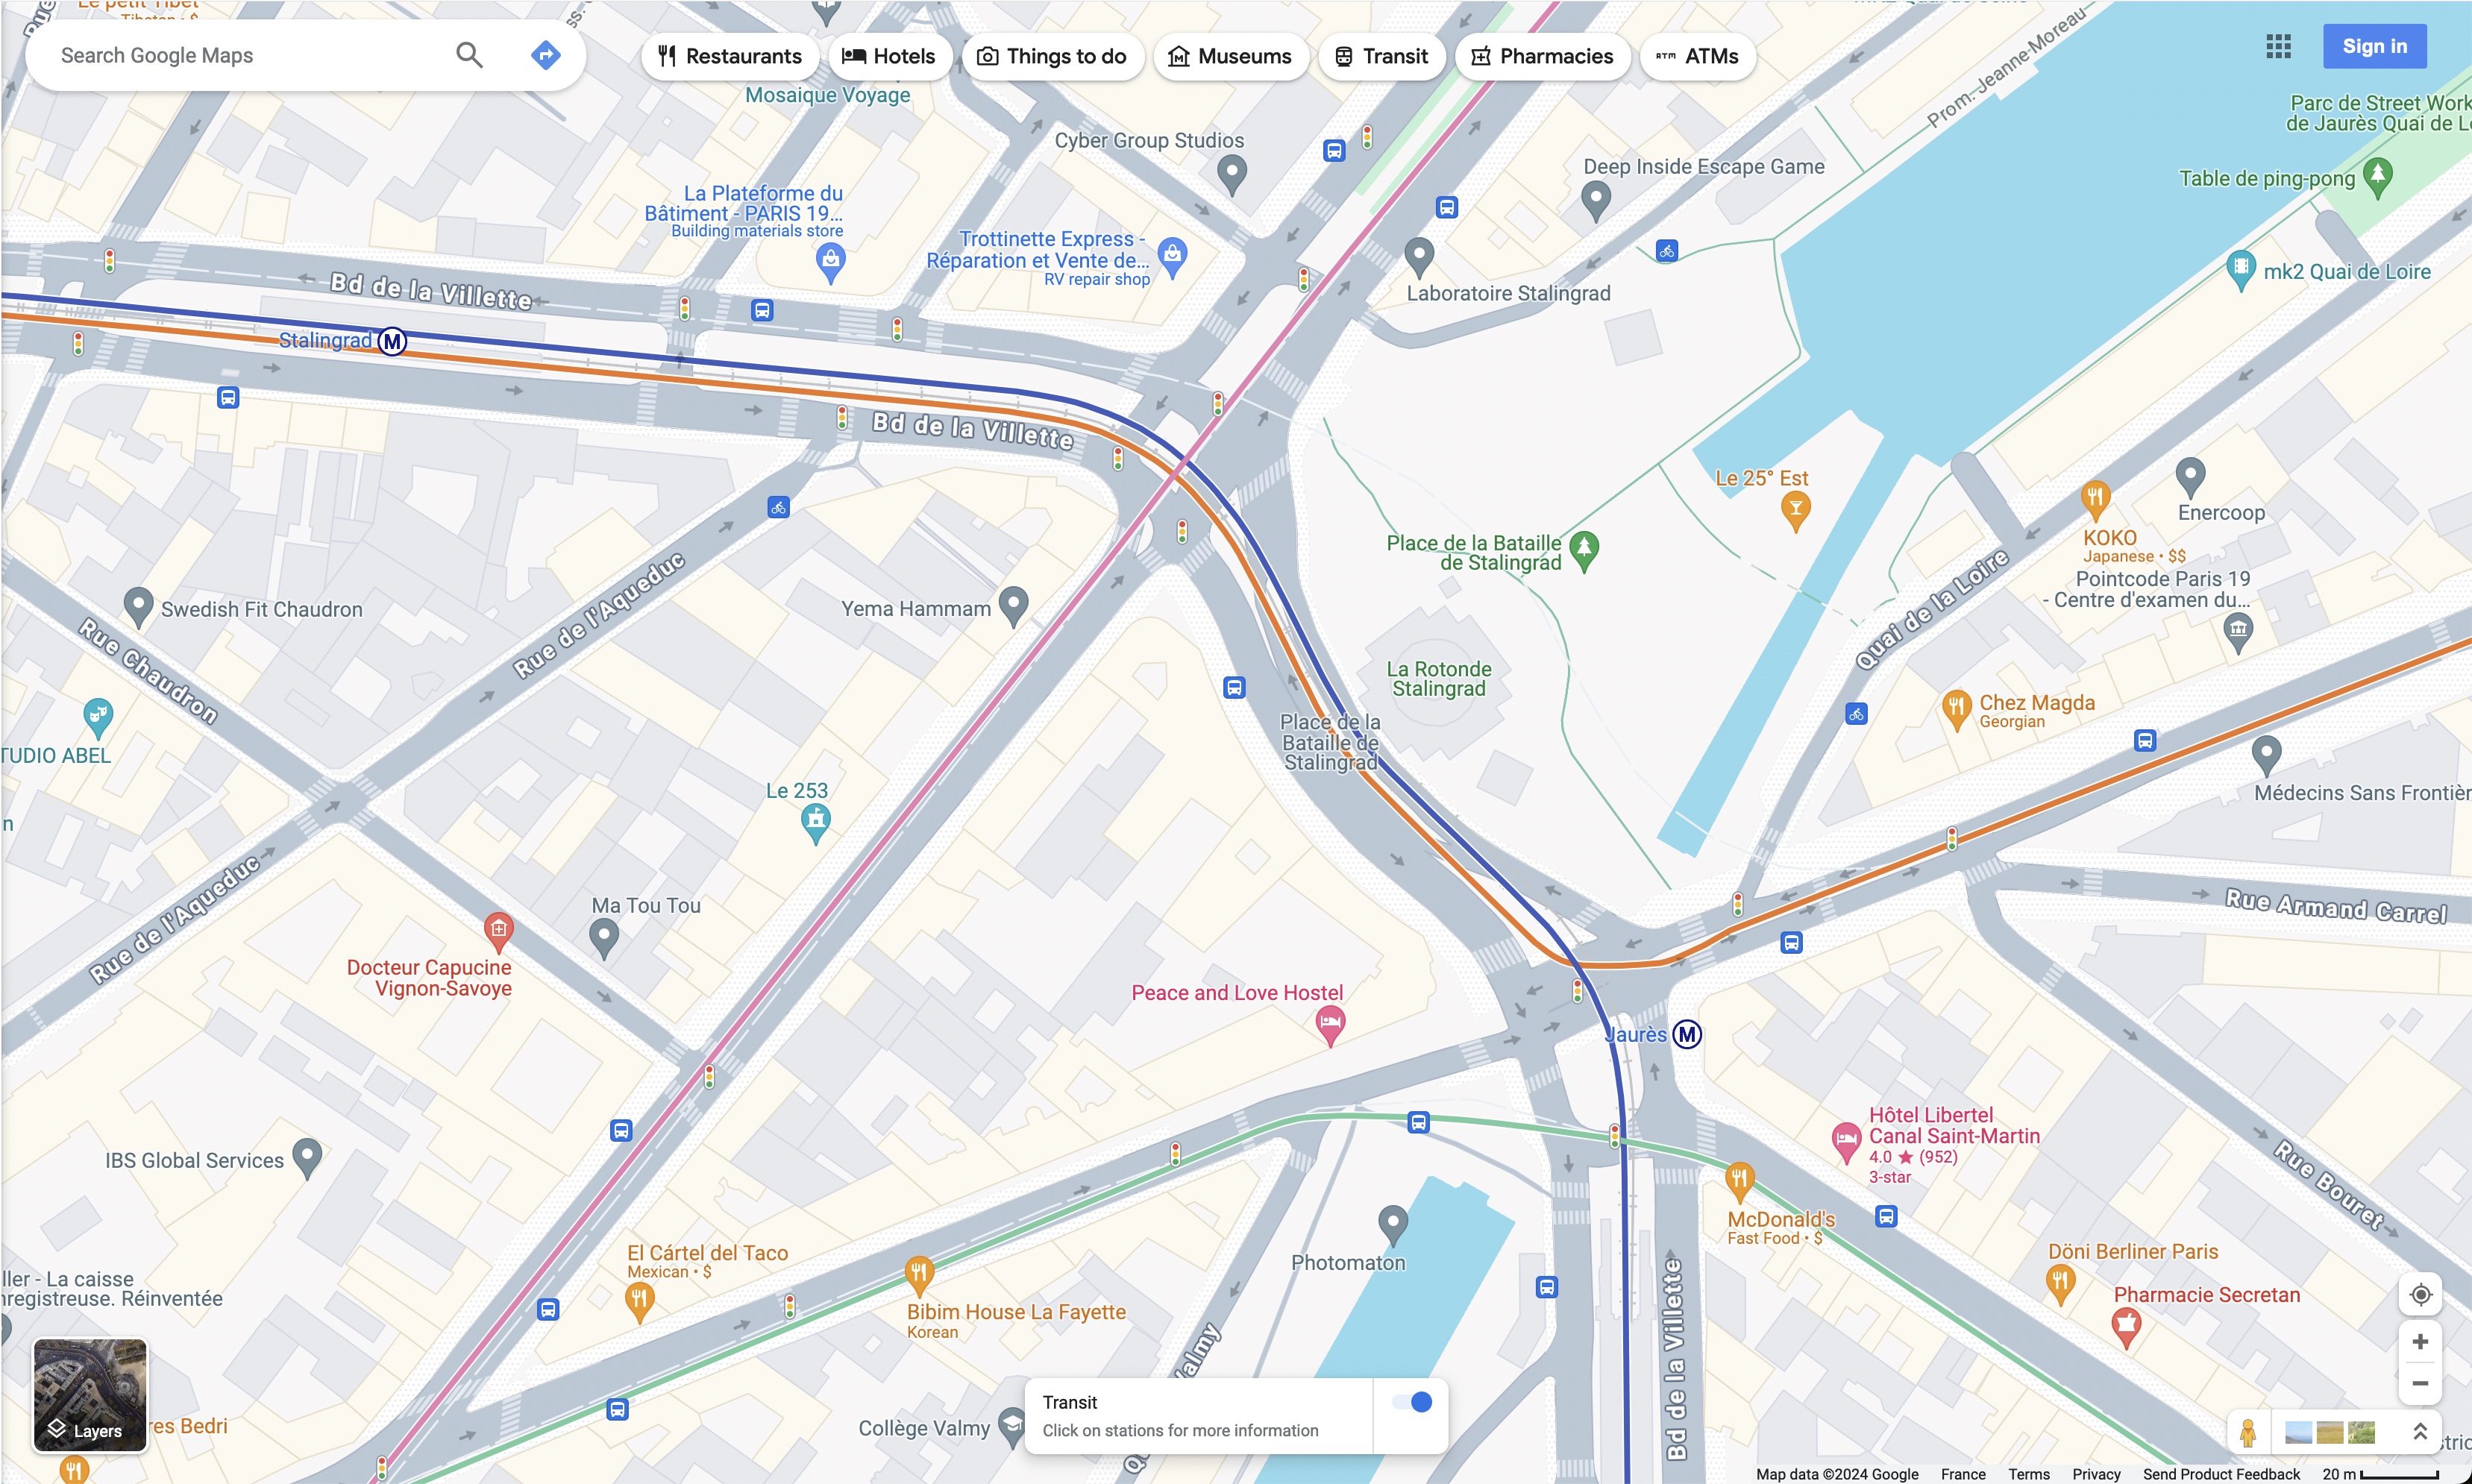 Le petit Tibet
Tibetan • $
Search Google Maps
Restaurants
Hotels
Things to do
Museums
Transit
Pharmacies
ATM
ATMs
Sign in
Prom. Jeanne-Moreau
Parc de Street Work
de Jaurès Quai de L
Table de ping-pong
mk2 Quai de Loire
Mosaique Voyage
Cyber Group Studios
Deep Inside Escape Game
La Plateforme du
Bâtiment - PARIS 19...
Building materials store
Trottinette Express -
Réparation et Vente de...
RV repair shop
Laboratoire Stalingrad
Bd de la Villette
Stalingrad
M
Bd de la Villette
Le 25° Est
KOKO
Japanese • $$
Enercoop
Pointcode Paris 19
- Centre d'examen du...
Place de la Bataille
de Stalingrad
Swedish Fit Chaudron
Rue Chaudron
Rue de l'Aqueduc
Yema Hammam
La Rotonde
Stalingrad
Place de la
Bataille de
Stalingrad
Quai de la Loire
Chez Magda
Georgian
Médecins Sans Frontièr
TUDIO ABEL
n
Le 253
Rue de l'Aqueduc
Ma Tou Tou
Docteur Capucine
Vignon-Savoye
Rue Armand Carrel
Peace and Love Hostel
Jaurès
M
IBS Global Services
Hôtel Libertel
Canal Saint-Martin
4.0 ★ (952)
3-star
Rue Bouret
McDonald's
Fast Food • $
Photomaton
El Cártel del Taco
Mexican • $
Bibim House La Fayette
Korean
Döni Berliner Paris
Pharmacie Secretan
ller - La caisse
nregistreuse. Réinventée
Bd de la Villette
Layers
res Bedri
Collège Valmy
Transit
Click on stations for more information
Map data ©2024 Google
France
Terms
Privacy
Send Product Feedback
20 m